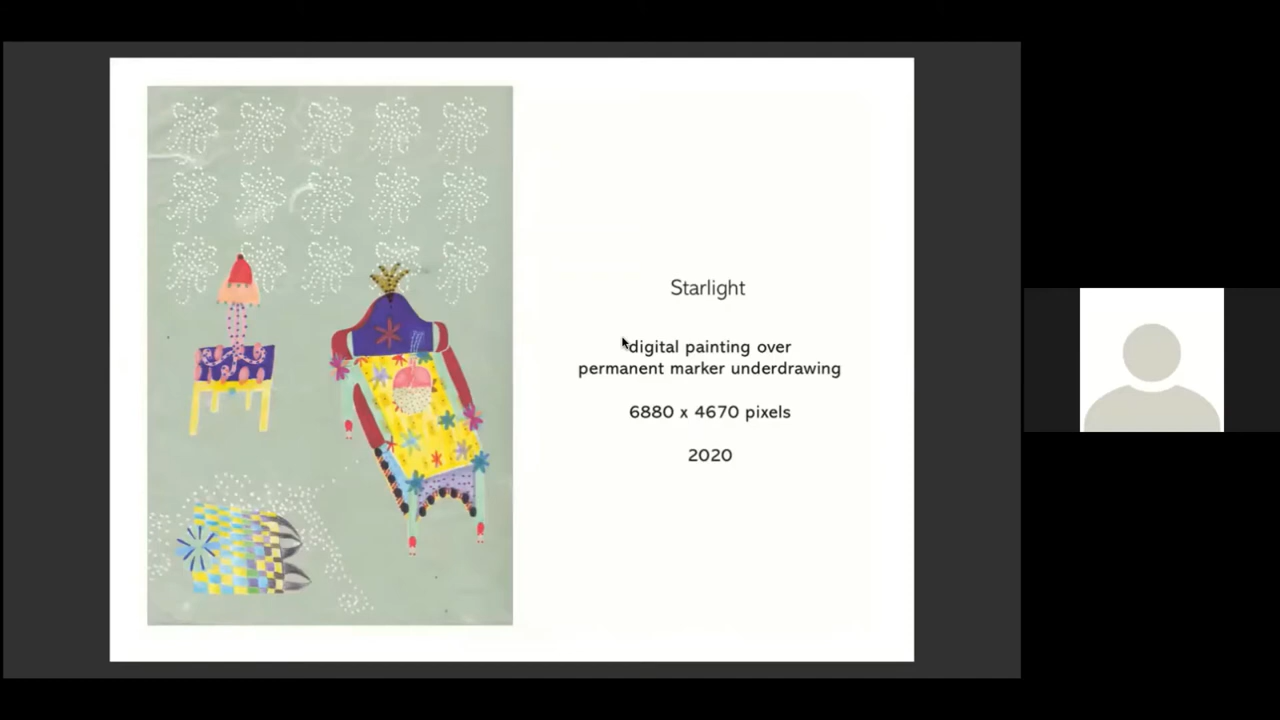 Starlight
digital painting over
permanent marker underdrawing
6880 x 4670 pixels
2020